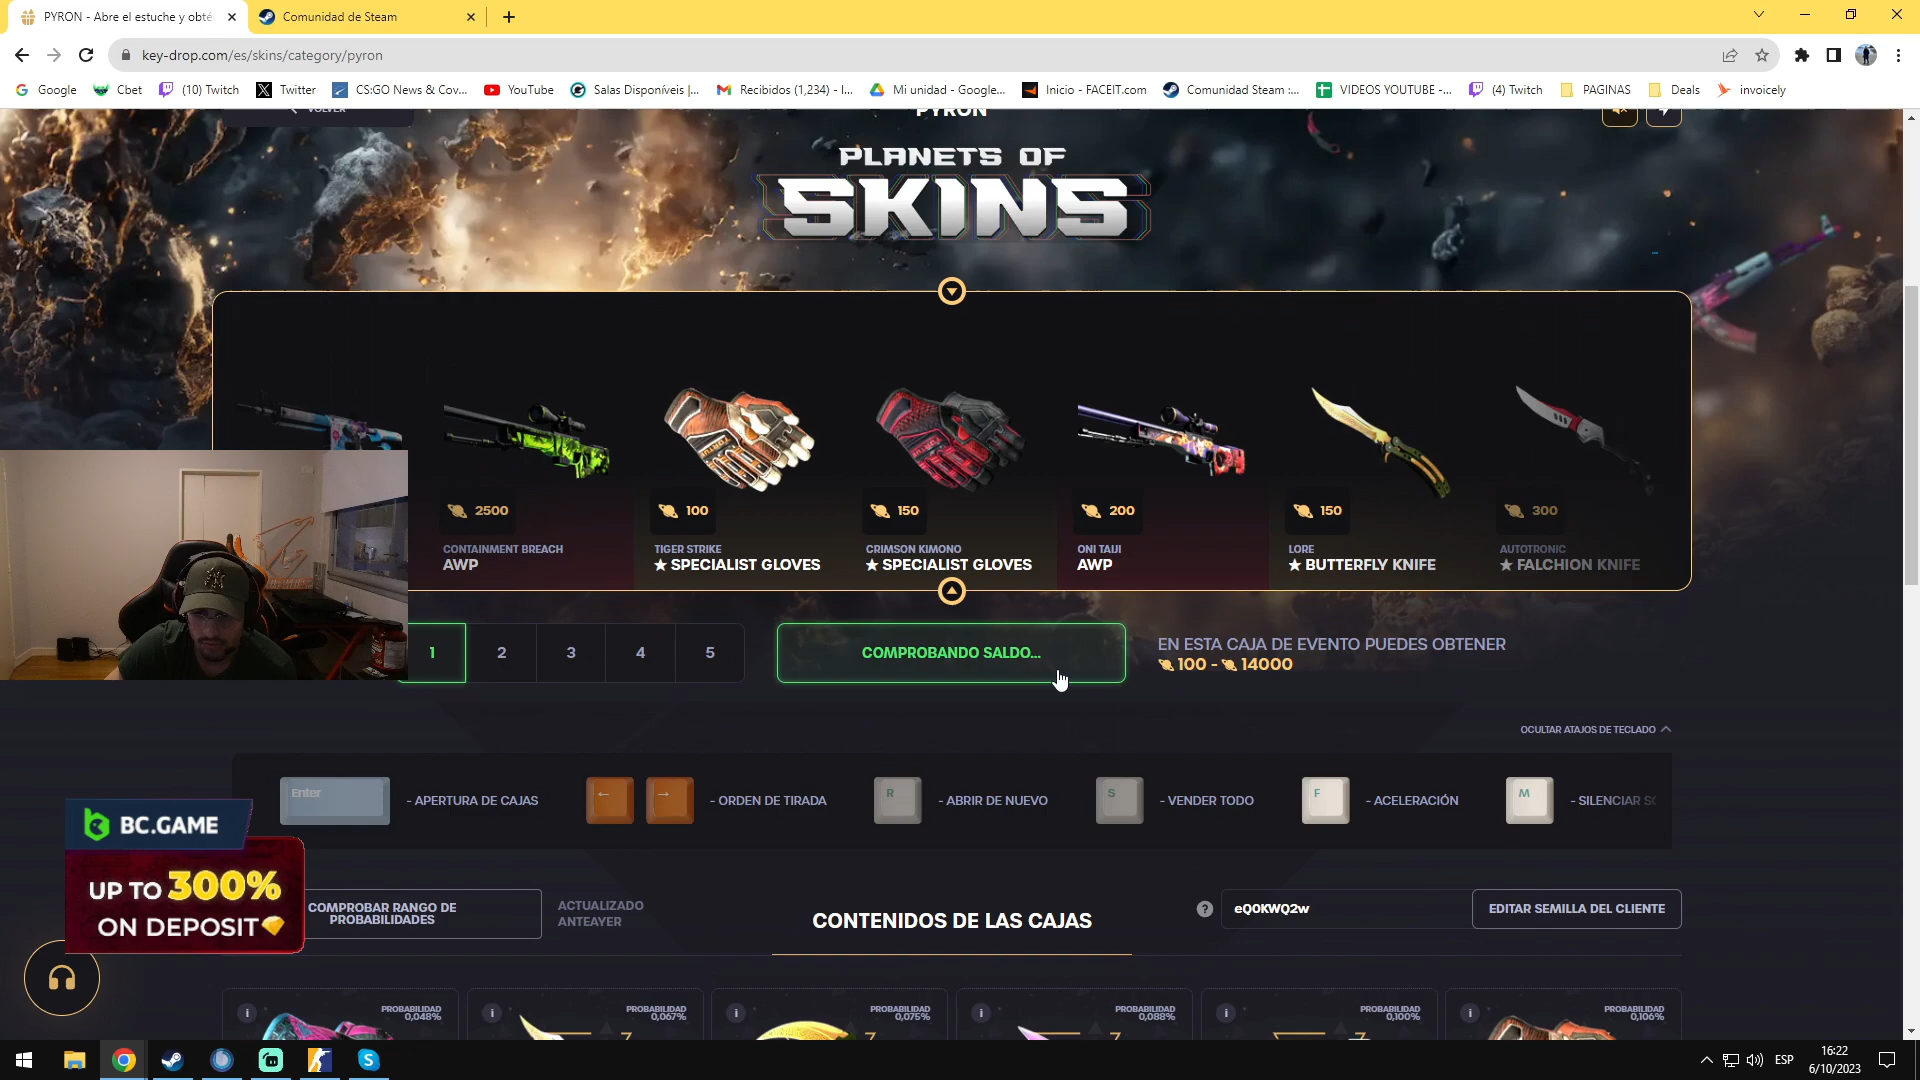 PYRON - Abre el estuche y obté
Comunidad de Steam
key-drop.com/es/skins/category/pyron
Google
Cbet
(10) Twitch
Twitter
CS:GO News & Cov...
YouTube
Salas Disponíveis |...
Recibidos (1,234) - l...
Mi unidad - Google...
Inicio - FACEIT.com
Comunidad Steam :...
VIDEOS YOUTUBE -...
(4) Twitch
PAGINAS
Deals
invoicely
VOLVER
PYRON
PLANETS OF
SKINS
2500
100
150
200
150
300
CONTAINMENT BREACH
AWP
TIGER STRIKE
★ SPECIALIST GLOVES
CRIMSON KIMONO
★ SPECIALIST GLOVES
ONI TAIJI
AWP
LORE
★ BUTTERFLY KNIFE
AUTOTRONIC
★ FALCHION KNIFE
1
2
3
4
5
COMPROBANDO SALDO...
EN ESTA CAJA DE EVENTO PUEDES OBTENER
100 - 14000
OCULTAR ATAJOS DE TECLADO
Enter
- APERTURA DE CAJAS
← →
- ORDEN DE TIRADA
R
- ABRIR DE NUEVO
S
- VENDER TODO
F
- ACELERACIÓN
M
- SILENCIAR
BC.GAME
UP TO 300%
ON DEPOSIT
COMPROBAR RANGO DE
PROBABILIDADES
ACTUALIZADO
ANTEAYER
CONTENIDOS DE LAS CAJAS
?
eQ0KWQ2w
EDITAR SEMILLA DEL CLIENTE
PROBABILIDAD
0,048%
PROBABILIDAD
0,067%
PROBABILIDAD
0,075%
PROBABILIDAD
0,088%
PROBABILIDAD
0,100%
PROBABILIDAD
0,106%
ESP
16:22
6/10/2023